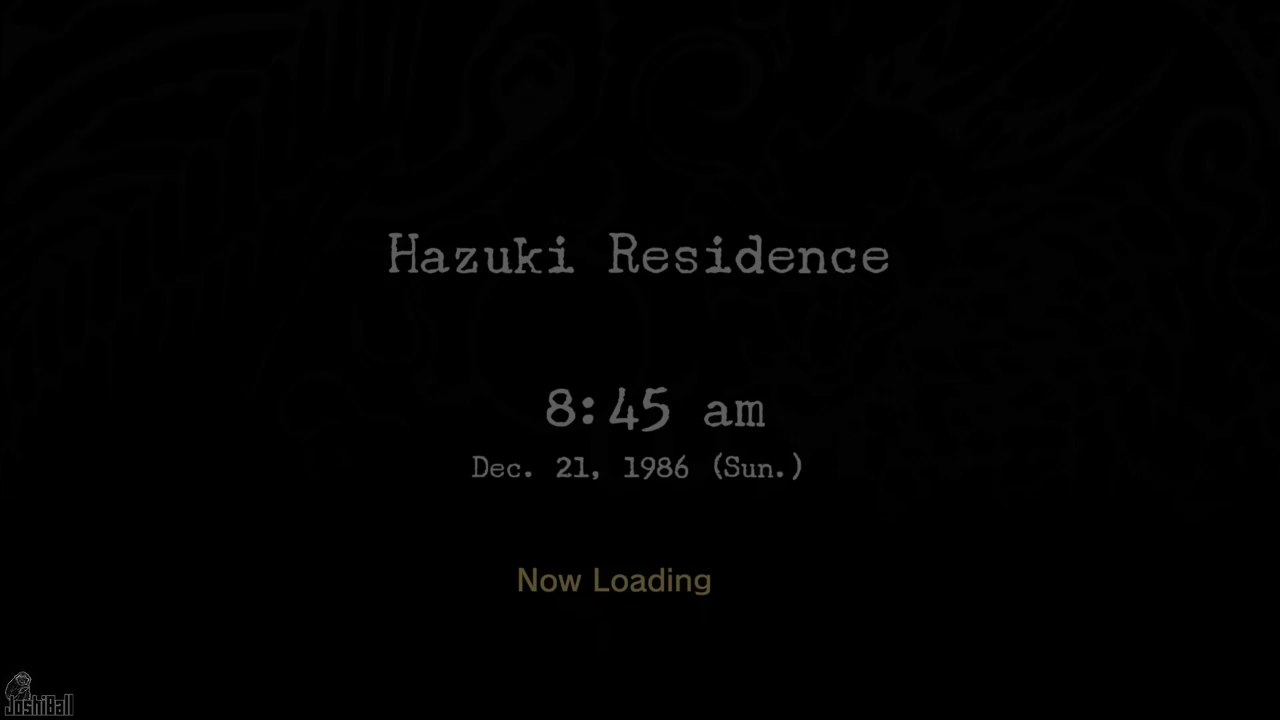 Hazuki Residence
8:45 am
Dec. 21, 1986 (Sun.)
Now Loading
JoshiBall